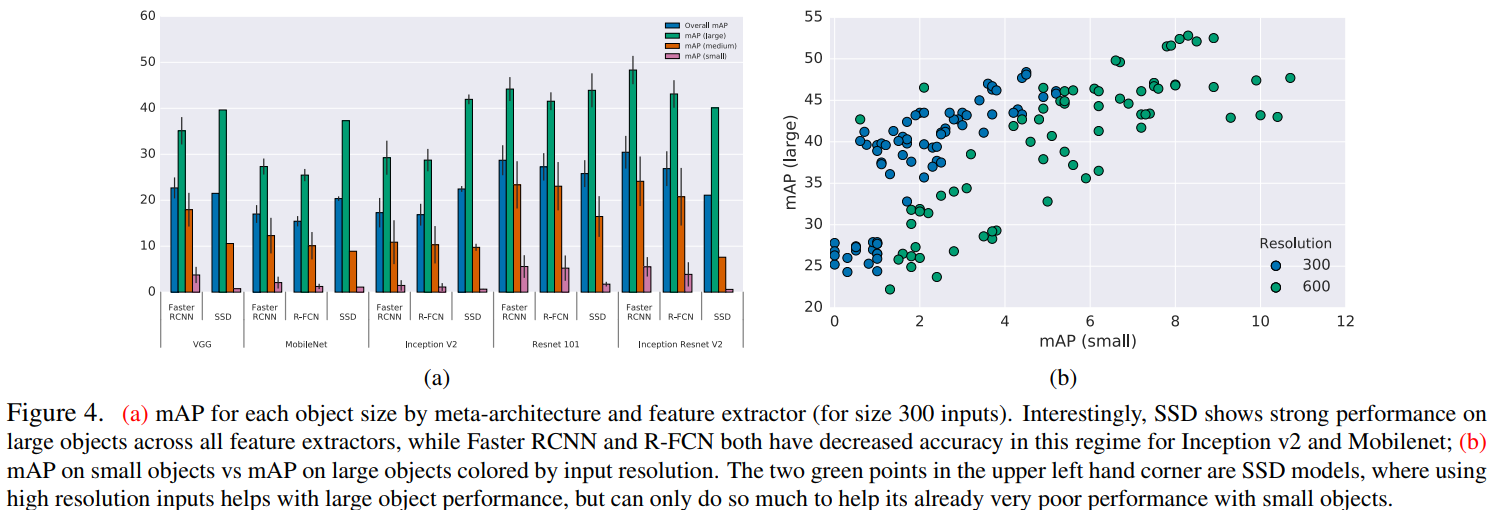 60
50
40
30
20
10
0
Overall mAP
mAP (large)
mAP (medium)
mAP (small)
Faster RCNN
SSD
Faster RCNN
R-FCN
SSD
Faster RCNN
R-FCN
SSD
Faster RCNN
R-FCN
SSD
Faster RCNN
R-FCN
SSD
VGG
MobileNet
Inception V2
Resnet 101
Inception Resnet V2
(a)
55
50
45
40
35
30
25
20
mAP (large)
Resolution
300
600
0 2 4 6 8 10 12
mAP (small)
(b)
Figure 4. (a) mAP for each object size by meta-architecture and feature extractor (for size 300 inputs). Interestingly, SSD shows strong performance on
large objects across all feature extractors, while Faster RCNN and R-FCN both have decreased accuracy in this regime for Inception v2 and Mobilenet; (b)
mAP on small objects vs mAP on large objects colored by input resolution. The two green points in the upper left hand corner are SSD models, where using
high resolution inputs helps with large object performance, but can only do so much to help its already very poor performance with small objects.